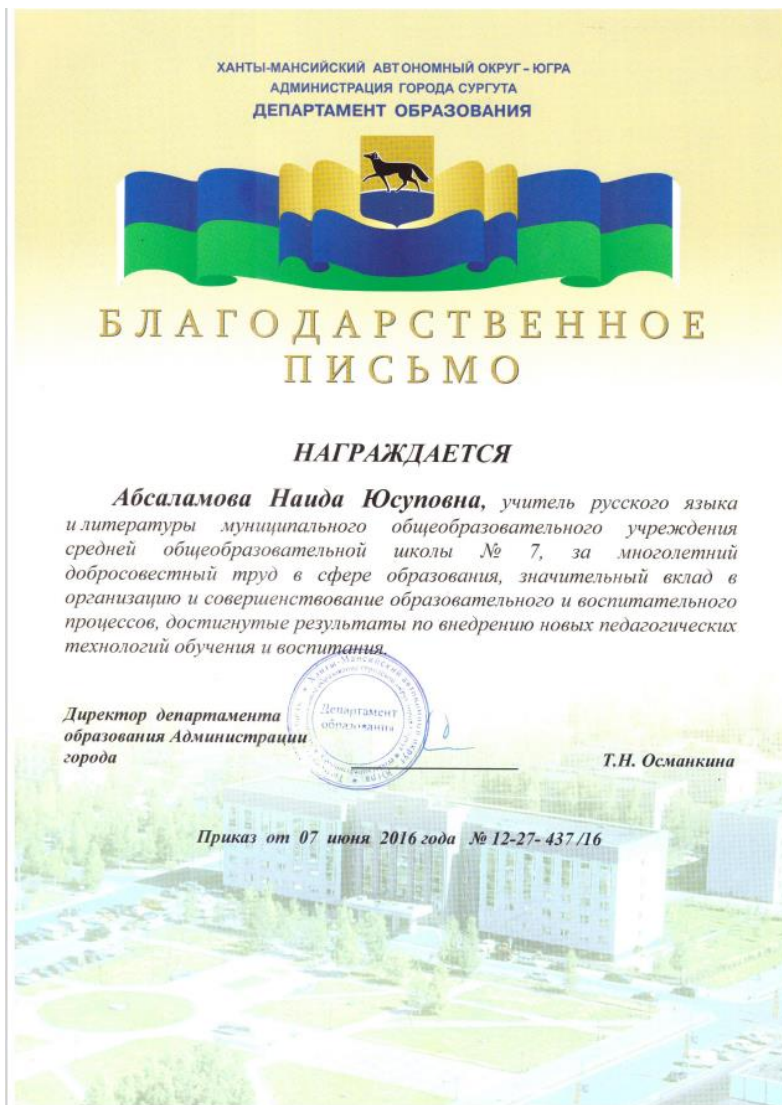 ХАНТЫ-МАНСИЙСКИЙ АВТОНОМНЫЙ ОКРУГ - ЮГРА
АДМИНИСТРАЦИЯ ГОРОДА СУРГУТА
ДЕПАРТАМЕНТ ОБРАЗОВАНИЯ
БЛАГОДАРСТВЕННОЕ
ПИСЬМО
НАГРАЖДАЕТСЯ
Абсаламова Наида Юсуповна, учитель русского языка
и литературы муниципального общеобразовательного учреждения
средней общеобразовательной школы № 7, за многолетний
добросовестный труд в сфере образования, значительный вклад в
организацию и совершенствование образовательного и воспитательного
процессов, достигнутые результаты по внедрению новых педагогических
технологий обучения и воспитания.
Департамент
образования
Директор департамента
образования Администрации
города
Т.Н. Османкина
Приказ от 07 июня 2016 года № 12-27- 437 /16